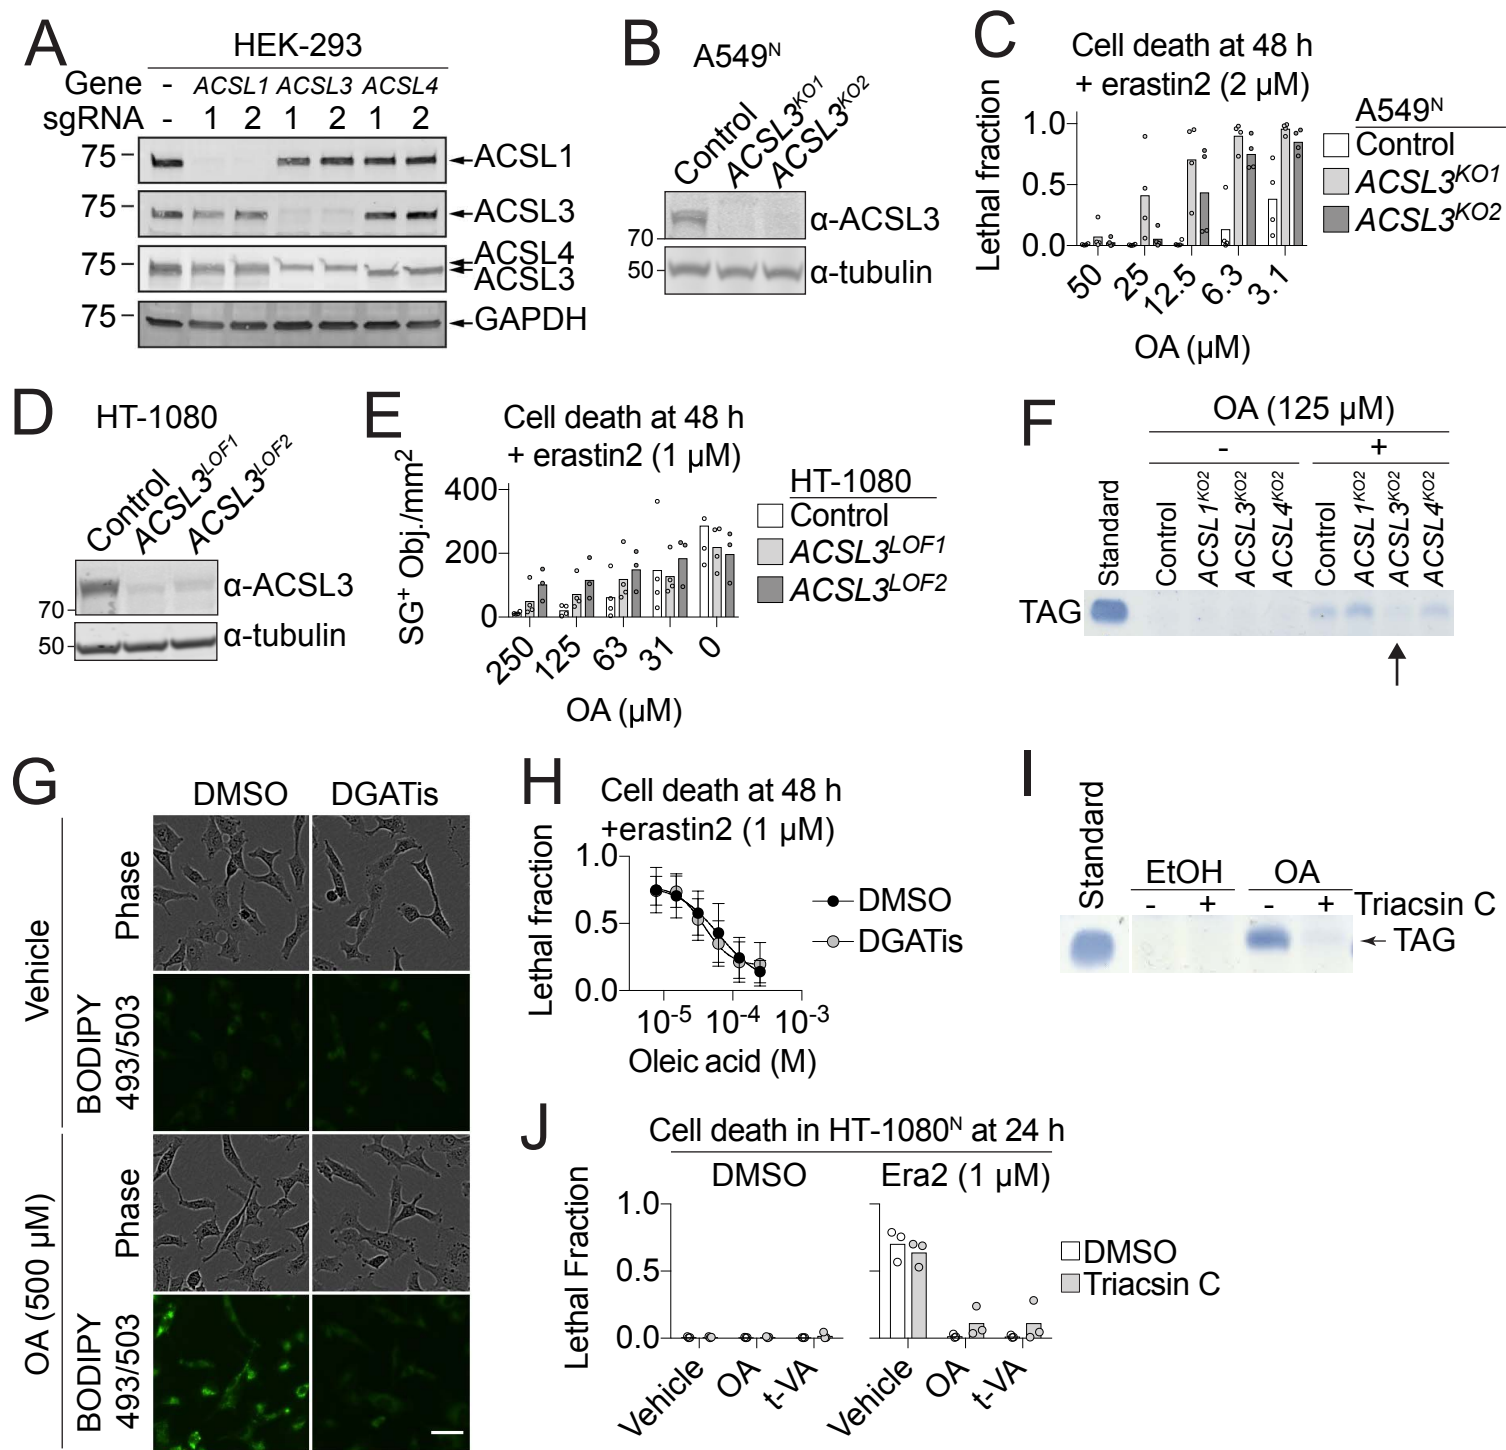 A
HEK-293
Gene - ACSL1 ACSL3 ACSL4
sgRNA - 1 2 1 2 1 2
75
ACSL1
75
ACSL3
75
ACSL4
ACSL3
75
GAPDH
B
A549ᴺ
Control
ACSL3ᴷᴼ¹
ACSL3ᴷᴼ²
70
α-ACSL3
50
α-tubulin
C
Cell death at 48 h
+ erastin2 (2 µM)
Lethal fraction
1.0
0.5
0.0
50 25 12.5 6.3 3.1
OA (µM)
A549ᴺ
Control
ACSL3ᴷᴼ¹
ACSL3ᴷᴼ²
D
HT-1080
Control
ACSL3ᴸᴼF¹
ACSL3ᴸᴼF²
70
α-ACSL3
50
α-tubulin
E
Cell death at 48 h
+ erastin2 (1 µM)
SG⁺ Obj./mm²
400
200
0
250 125 63 31 0
OA (µM)
HT-1080
Control
ACSL3ᴸᴼF¹
ACSL3ᴸᴼF²
F
OA (125 µM)
- +
Standard
Control
ACSL1ᴷᴼ²
ACSL3ᴷᴼ²
ACSL4ᴷᴼ²
Control
ACSL1ᴷᴼ²
ACSL3ᴷᴼ²
ACSL4ᴷᴼ²
TAG
G
DMSO DGATis
Vehicle
Phase
BODIPY
493/503
OA (500 µM)
Phase
BODIPY
493/503
H
Cell death at 48 h
+erastin2 (1 µM)
Lethal fraction
1.0
0.5
0.0
10⁻⁵ 10⁻⁴ 10⁻³
Oleic acid (M)
DMSO
DGATis
I
Standard
EtOH OA
- + - + Triacsin C
TAG
J
Cell death in HT-1080ᴺ at 24 h
DMSO Era2 (1 µM)
Lethal Fraction
1.0
0.5
0.0
Vehicle OA t-VA Vehicle OA t-VA
DMSO
Triacsin C